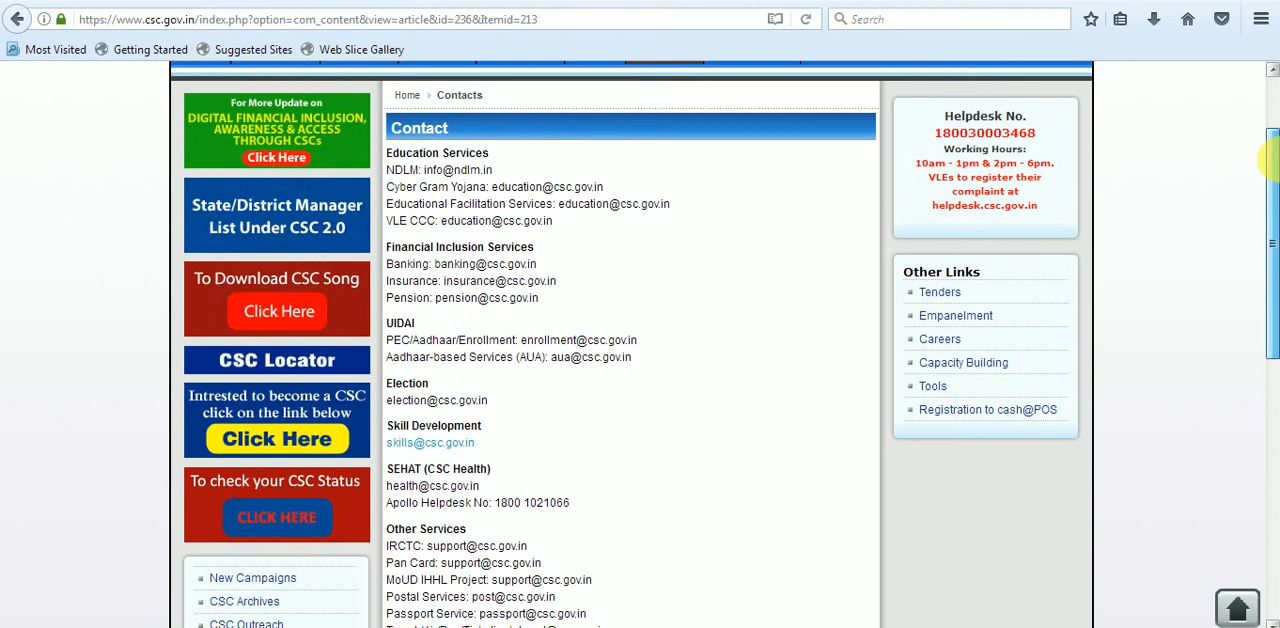 https://www.csc.gov.in/index.php?option=com_content&view=article&id=236&Itemid=213
Search
Most Visited
Getting Started
Suggested Sites
Web Slice Gallery
For More Update on
DIGITAL FINANCIAL INCLUSION,
AWARENESS & ACCESS
THROUGH CSCs
Click Here
State/District Manager
List Under CSC 2.0
To Download CSC Song
Click Here
CSC Locator
Intrested to become a CSC
click on the link below
Click Here
To check your CSC Status
CLICK HERE
New Campaigns
CSC Archives
CSC Outreach
Home
Contacts
Contact
Education Services
NDLM: info@ndlm.in
Cyber Gram Yojana: education@csc.gov.in
Educational Facilitation Services: education@csc.gov.in
VLE CCC: education@csc.gov.in
Financial Inclusion Services
Banking: banking@csc.gov.in
Insurance: insurance@csc.gov.in
Pension: pension@csc.gov.in
UIDAI
PEC/Aadhaar/Enrollment: enrollment@csc.gov.in
Aadhaar-based Services (AUA): aua@csc.gov.in
Election
election@csc.gov.in
Skill Development
skills@csc.gov.in
SEHAT (CSC Health)
health@csc.gov.in
Apollo Helpdesk No: 1800 1021066
Other Services
IRCTC: support@csc.gov.in
Pan Card: support@csc.gov.in
MoUD IHHL Project: support@csc.gov.in
Postal Services: post@csc.gov.in
Passport Service: passport@csc.gov.in
Helpdesk No.
180030003468
Working Hours:
10am - 1pm & 2pm - 6pm.
VLEs to register their
complaint at
helpdesk.csc.gov.in
Other Links
Tenders
Empanelment
Careers
Capacity Building
Tools
Registration to cash@POS